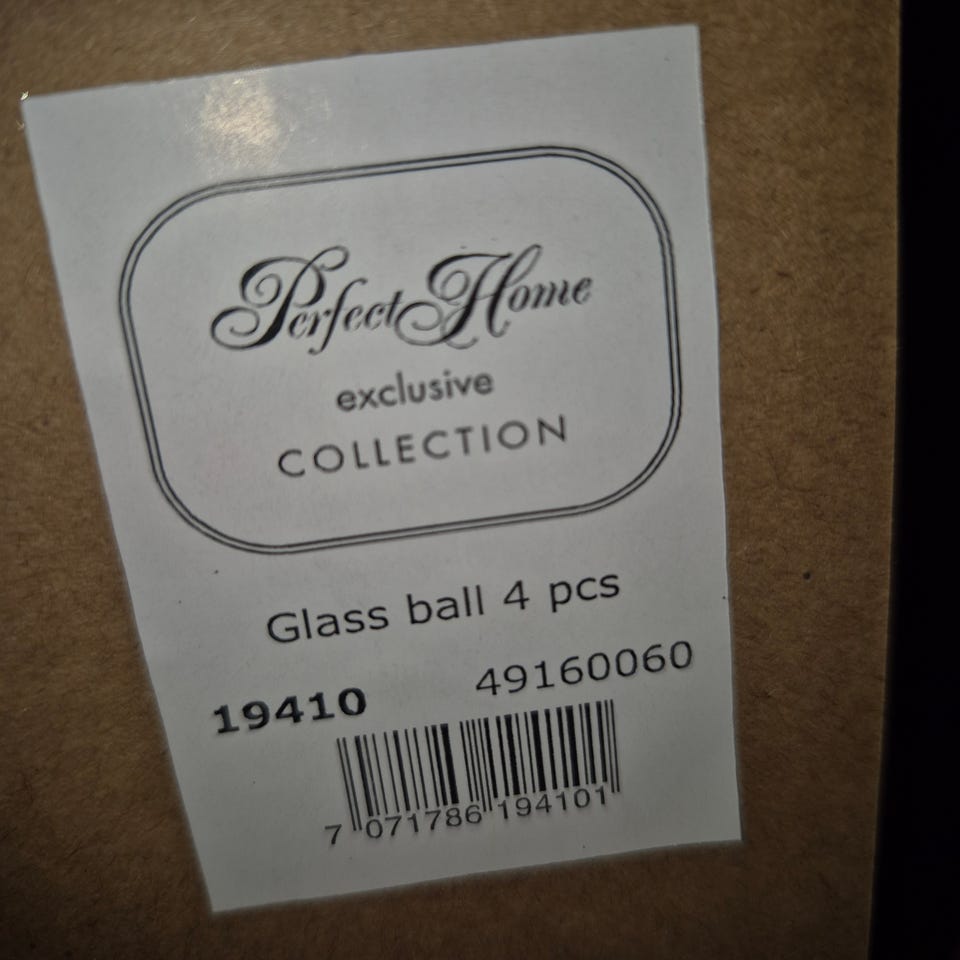 Perfect Home
exclusive
COLLECTION
Glass ball 4 pcs
19410 49160060
7 071786 194101